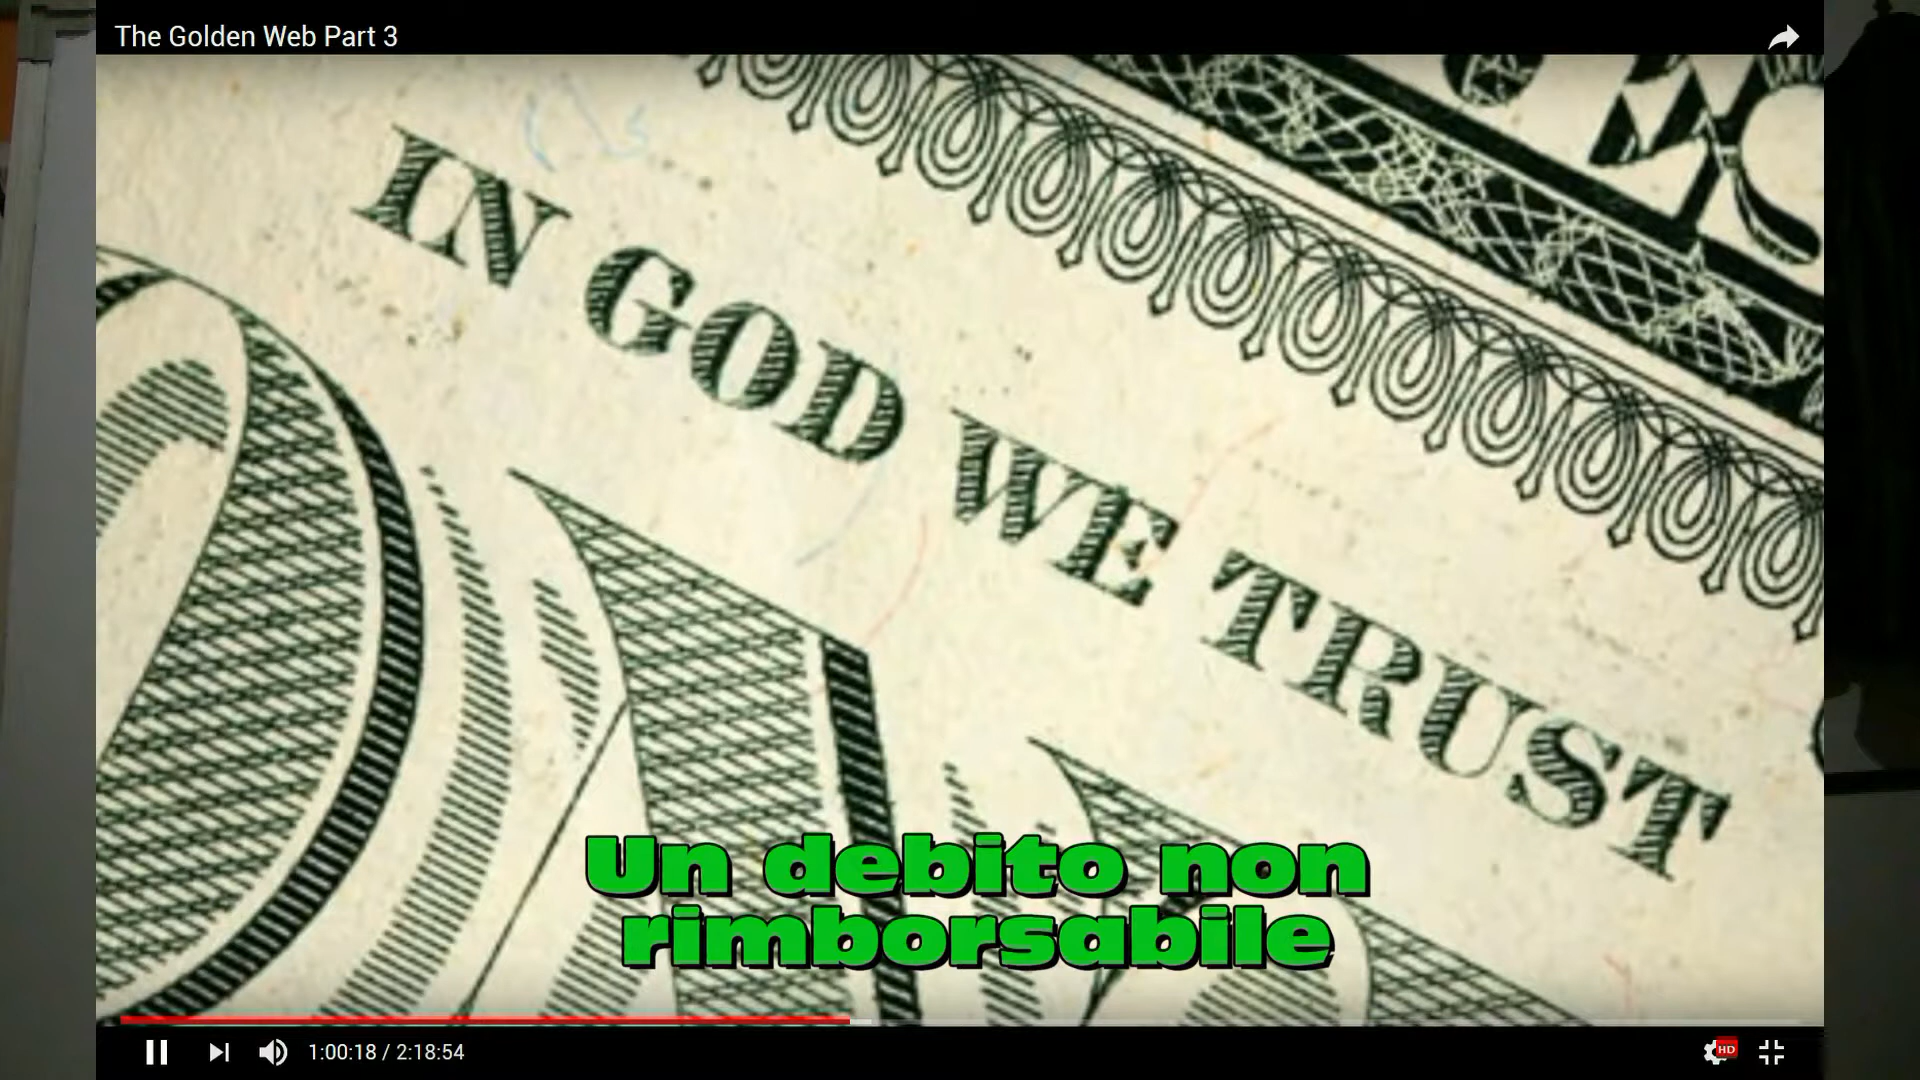 The Golden Web Part 3
IN GOD WE TRUST
Un debito non
rimborsabile
1:00:18 / 2:18:54
HD